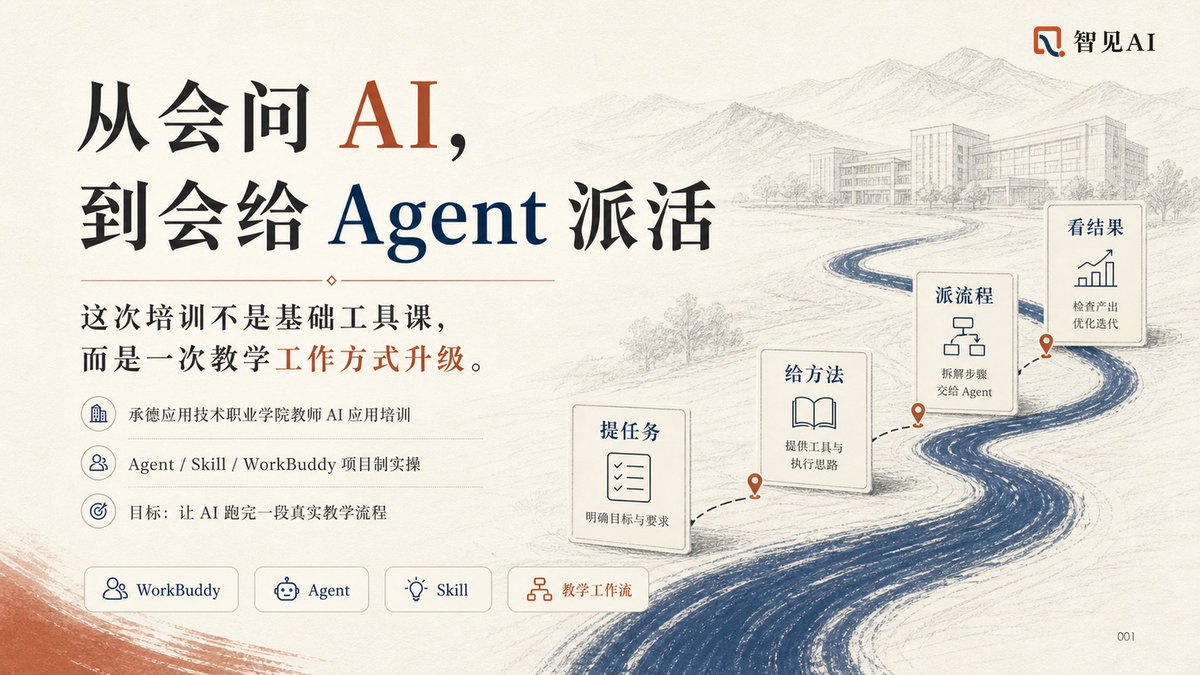 智见AI
从会问 AI，
到会给 Agent 派活
这次培训不是基础工具课，
而是一次教学工作方式升级。
承德应用技术职业学院教师 AI 应用培训
Agent / Skill / WorkBuddy 项目制实操
目标：让 AI 跑完一段真实教学流程
WorkBuddy
Agent
Skill
教学工作流
提任务
明确目标与要求
给方法
提供工具与
执行思路
派流程
拆解步骤
交给 Agent
看结果
检查产出
优化迭代
001